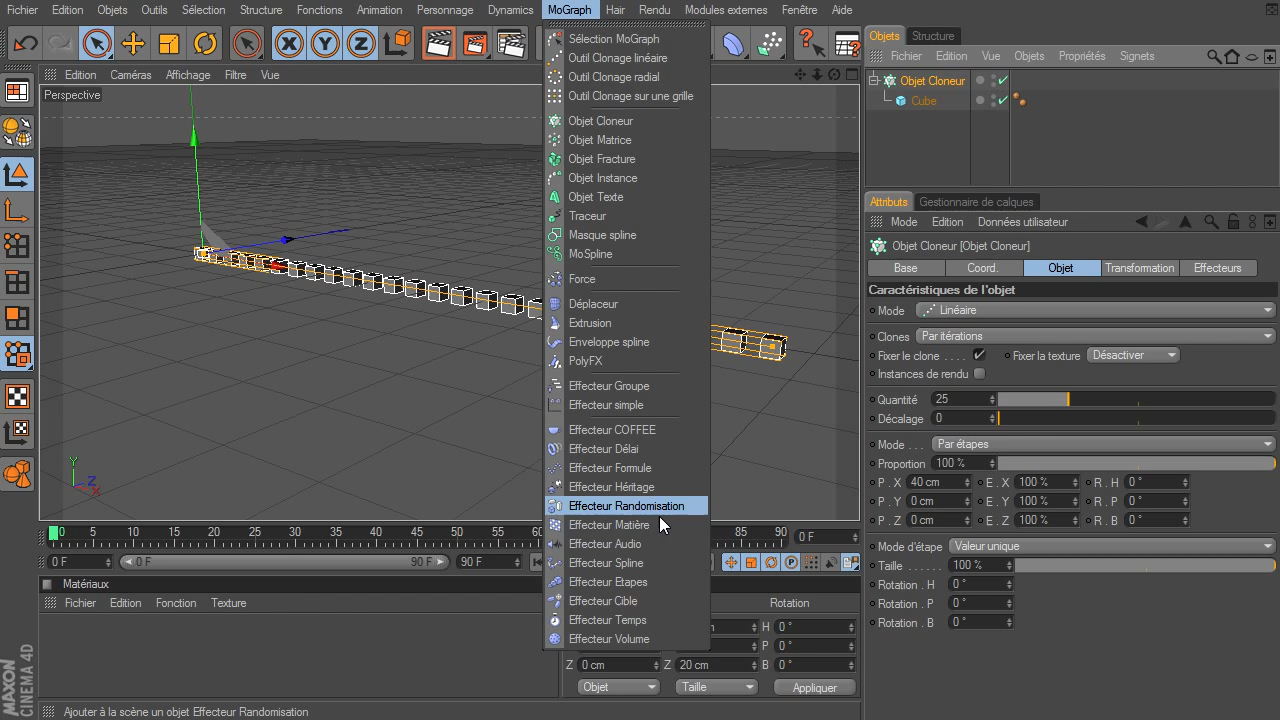 Fichier Edition Objets Outils Sélection Structure Fonctions Animation Personnage Dynamics MoGraph Hair Rendu Modules externes Fenêtre Aide
Edition Caméras Affichage Filtre Vue
Perspective
Y
Z
X
Sélection MoGraph
Outil Clonage linéaire
Outil Clonage radial
Outil Clonage sur une grille
Objet Cloneur
Objet Matrice
Objet Fracture
Objet Instance
Objet Texte
Traceur
Masque spline
MoSpline
Force
Déplaceur
Extrusion
Enveloppe spline
PolyFX
Effecteur Groupe
Effecteur simple
Effecteur COFFEE
Effecteur Délai
Effecteur Formule
Effecteur Héritage
Effecteur Randomisation
Effecteur Matière
Effecteur Audio
Effecteur Spline
Effecteur Etapes
Effecteur Cible
Effecteur Temps
Effecteur Volume
Objets Structure
Fichier Edition Vue Objets Propriétés Signets
Objet Cloneur
Cube
Attributs Gestionnaire de calques
Mode Edition Données utilisateur
Objet Cloneur [Objet Cloneur]
Base Coord. Objet Transformation Effecteurs
Caractéristiques de l'objet
Mode Linéaire
Clones Par itérations
Fixer le clone . . . . Fixer la texture Désactiver
Instances de rendu
Quantité 25
Décalage 0
Mode . . . Par étapes
Proportion 100 %
P . X 40 cm E . X 100 % R . H 0 °
P . Y 0 cm E . Y 100 % R . P 0 °
P . Z 0 cm E . Z 100 % R . B 0 °
Mode d'étape Valeur unique
Taille . . . . . . 100 %
Rotation . H 0 °
Rotation . P 0 °
Rotation . B 0 °
0 5 10 15 20 25 30 35 40 45 50 55 85 90 0 F
0 F 0 F 90 F 90 F
Matériaux
Fichier Edition Fonction Texture
Rotation
H 0 °
P 0 °
Z 0 cm Z 20 cm B 0 °
Objet Taille Appliquer
MAXON
CINEMA 4D
Ajouter à la scène un objet Effecteur Randomisation